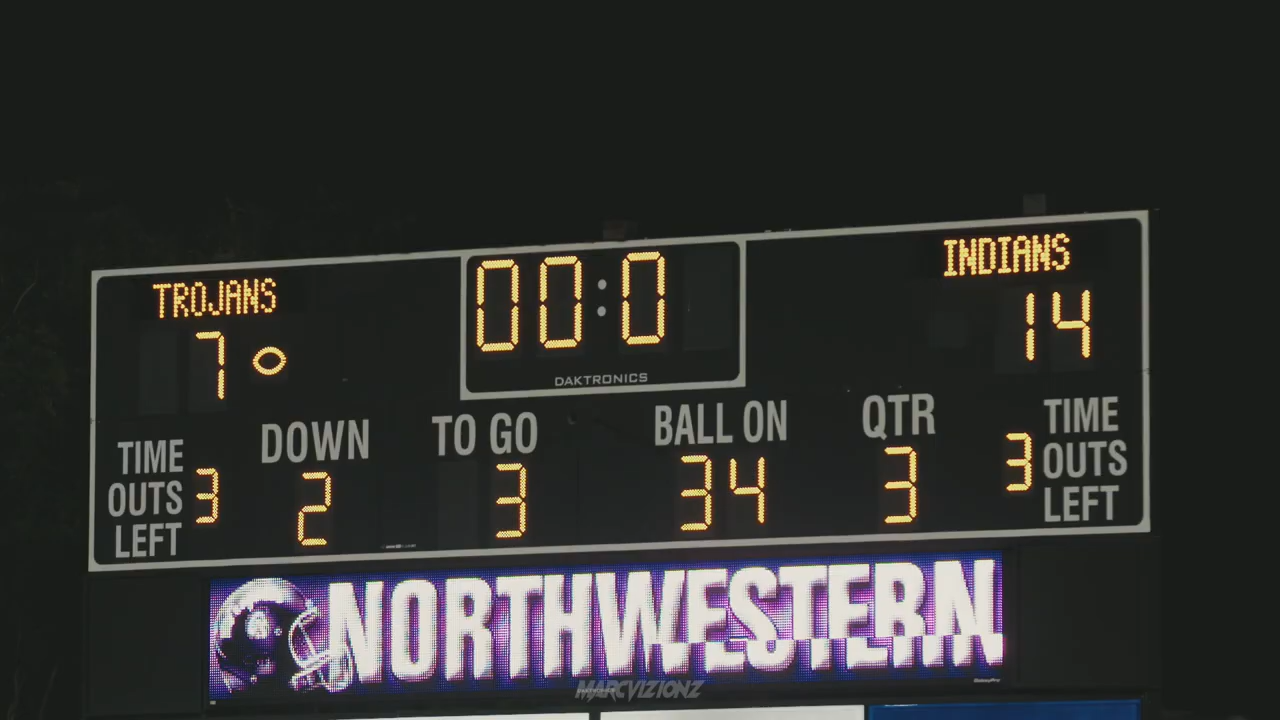 TROJANS
7
00:0
DAKTRONICS
INDIANS
14
TIME OUTS LEFT 3
DOWN 2
TO GO 3
BALL ON 34
QTR 3
3 TIME OUTS LEFT
NORTHWESTERN
MARCVIZIONZ